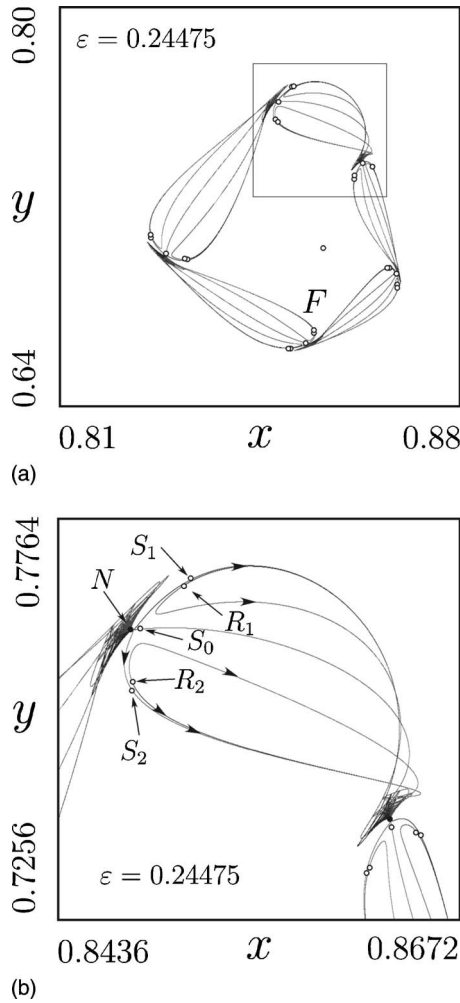 0.80
ε = 0.24475
y
F
0.64
0.81
x
0.88
(a)
0.7764
S1
N
R1
S0
R2
S2
y
0.7256
ε = 0.24475
0.8436
x
0.8672
(b)